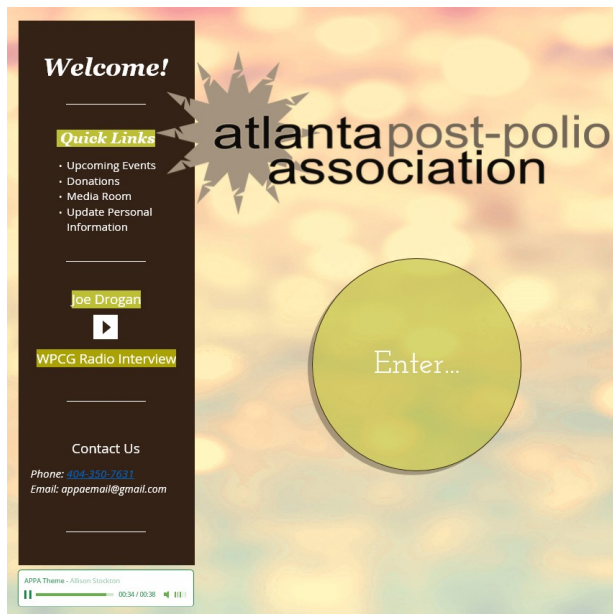 Welcome!
Quick Links
• Upcoming Events
• Donations
• Media Room
• Update Personal
Information
Joe Drogan
WPCG Radio Interview
Contact Us
Phone: 404-350-7631
Email: appaemail@gmail.com
APPA Theme - Allison Stockton
00:34 / 00:38
atlanta post-polio
association
Enter...